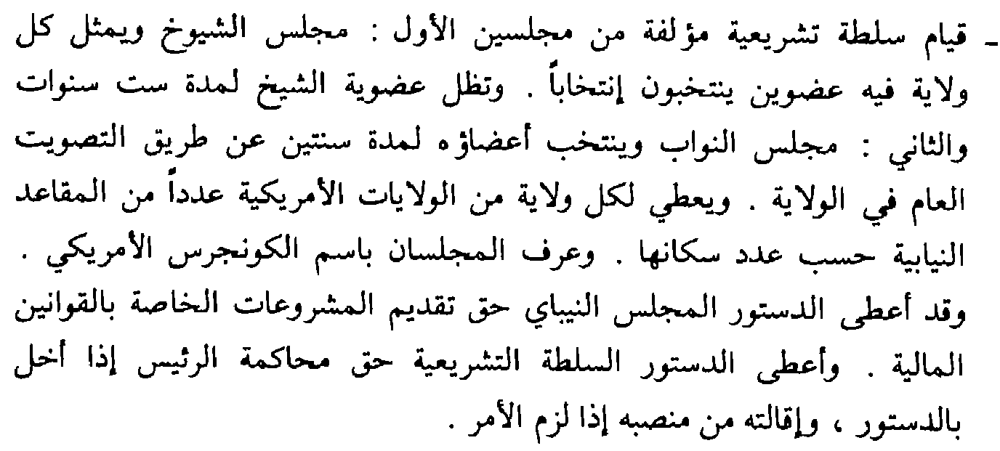 - قيام سلطة تشريعية مؤلفة من مجلسين الأول : مجلس الشيوخ ويمثل كل
ولاية فيه عضوين ينتخبون إنتخاباً . وتظل عضوية الشيخ لمدة ست سنوات
والثاني : مجلس النواب وينتخب أعضاؤه لمدة سنتين عن طريق التصويت
العام في الولاية . ويعطي لكل ولاية من الولايات الأمريكية عدداً من المقاعد
النيابية حسب عدد سكانها . وعرف المجلسان باسم الكونجرس الأمريكي .
وقد أعطى الدستور المجلس النيباي حق تقديم المشروعات الخاصة بالقوانين
المالية . وأعطى الدستور السلطة التشريعية حق محاكمة الرئيس إذا أخل
بالدستور ، وإقالته من منصبه إذا لزم الأمر .